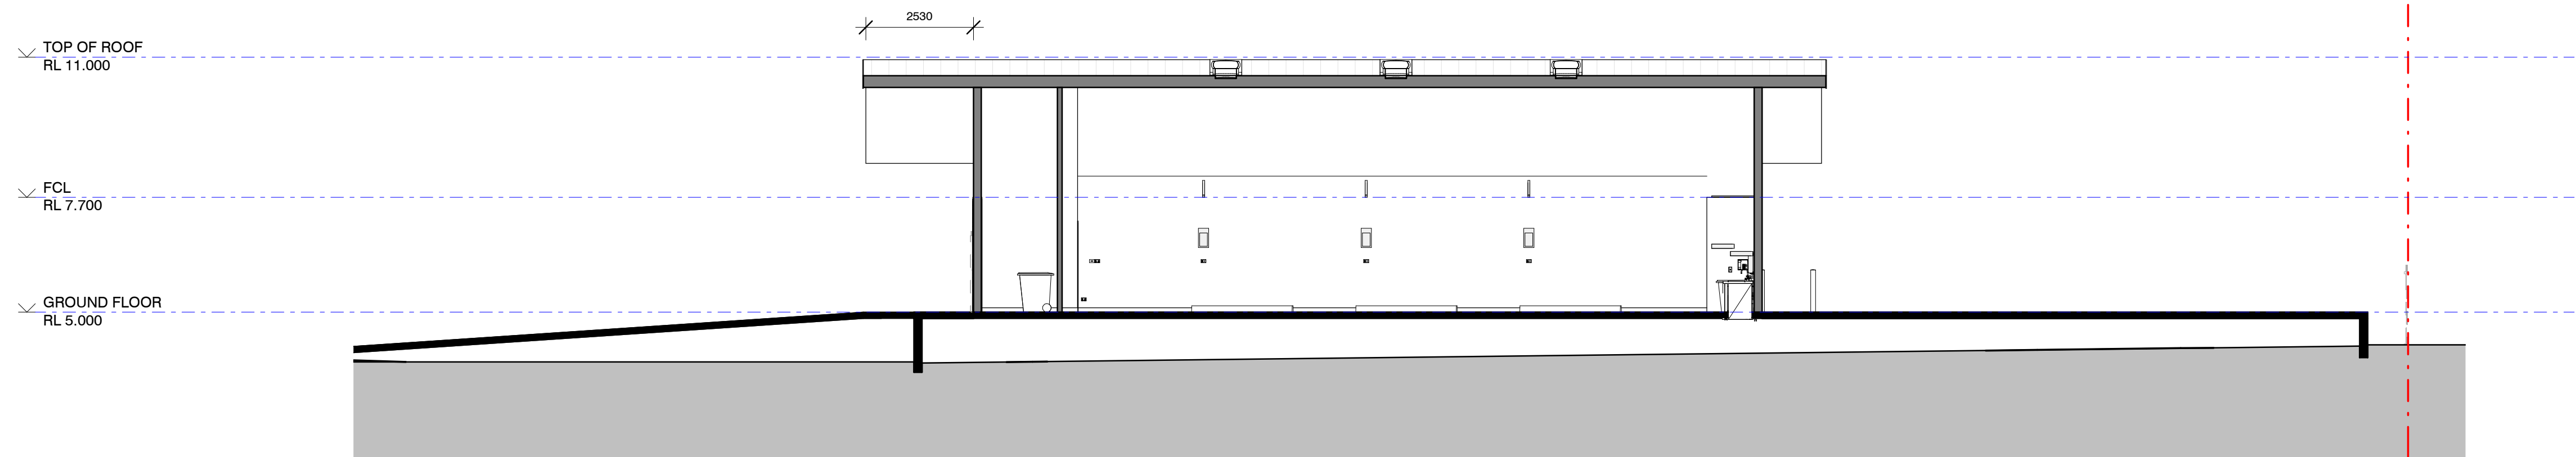 2530
TOP OF ROOF
RL 11.000
FCL
RL 7.700
GROUND FLOOR
RL 5.000